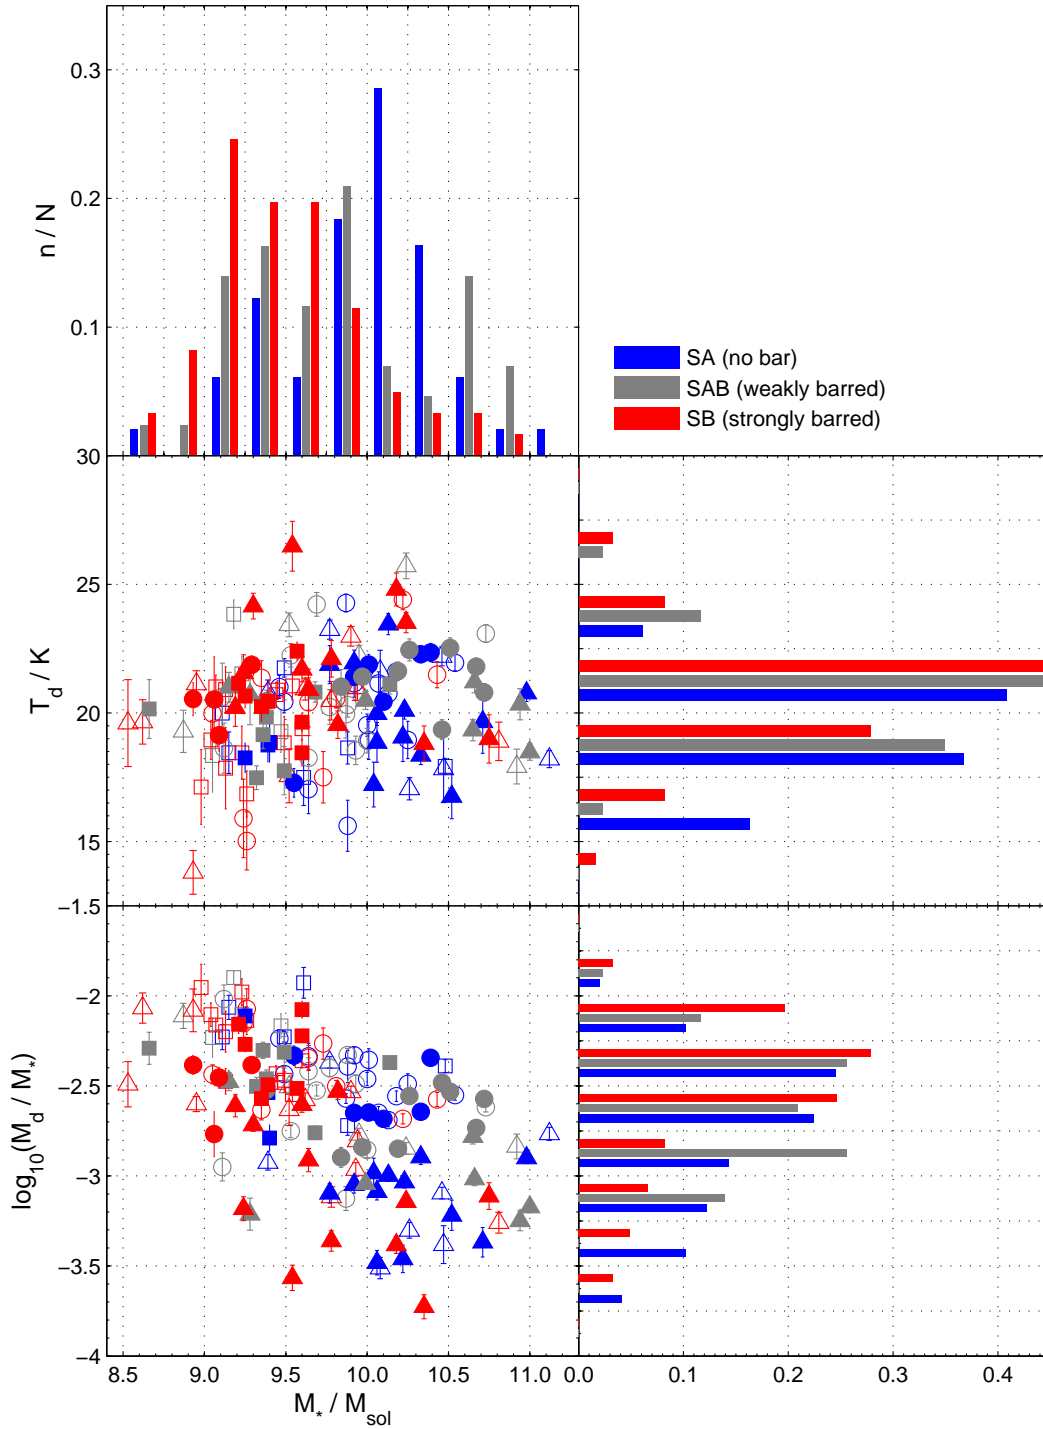 0.3
0.2
0.1
n / N
SA (no bar)
SAB (weakly barred)
SB (strongly barred)
30
25
20
15
T_d / K
−1.5
−2
−2.5
−3
−3.5
−4
log10(M_d / M_*)
8.5 9.0 9.5 10.0 10.5 11.0 0.0 0.1 0.2 0.3 0.4
M_* / M_sol